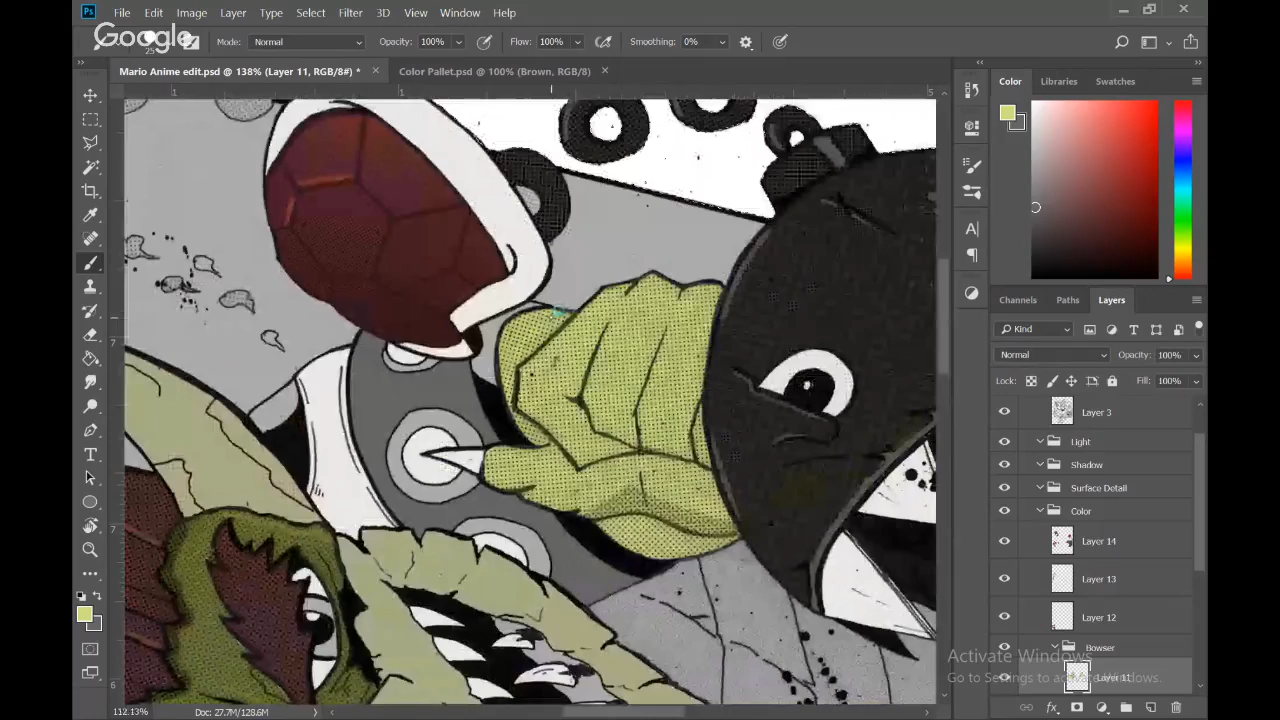 Ps File Edit Image Layer Type Select Filter 3D View Window Help
Google
25 Mode: Normal Opacity: 100% Flow: 100% Smoothing: 0%
Mario Anime edit.psd @ 138% (Layer 11, RGB/8#) * × Color Pallet.psd @ 100% (Brown, RGB/8) ×
Color Libraries Swatches
Channels Paths Layers
Kind
Normal Opacity: 100%
Lock: Fill: 100%
Layer 3
Light
Shadow
Surface Detail
Color
Layer 14
Layer 13
Layer 12
Bowser
Layer 11
Activate Windows
Go to Settings to activate Windows.
112.13% Doc: 27.7M/128.6M